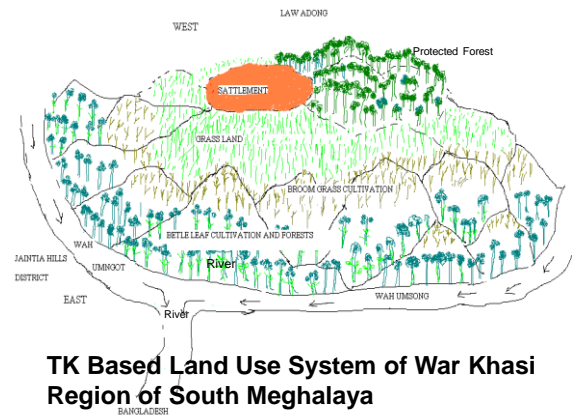 LAW ADONG
WEST
Protected Forest
SATTLEMENT
GRASS LAND
BROOM GRASS CULTIVATION
BETLE LEAF CULTIVATION AND FORESTS
WAH
UMNGOT
River
JAINTIA HILLS
DISTRICT
EAST
WAH UMSONG
River
TK Based Land Use System of War Khasi
Region of South Meghalaya
BANGLADESH